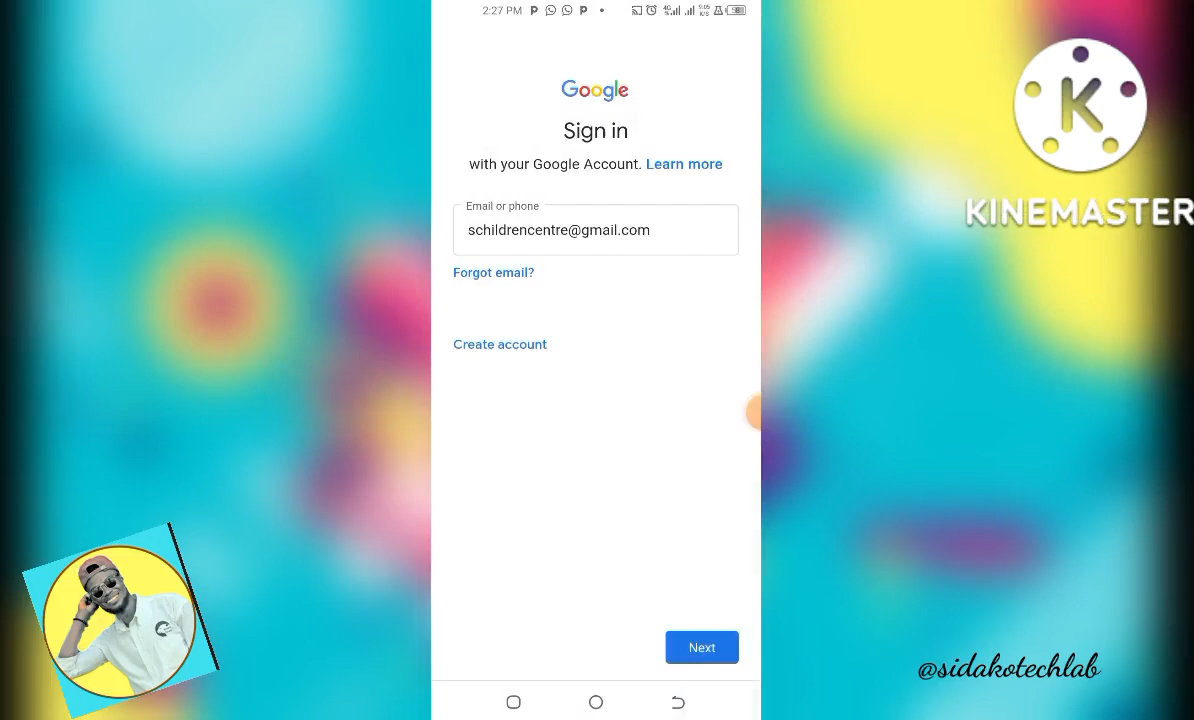 2:27 PM
Google
Sign in
with your Google Account. Learn more
Email or phone
schildrencentre@gmail.com
Forgot email?
Create account
Next
K
KINEMASTER
@sidakotechlab